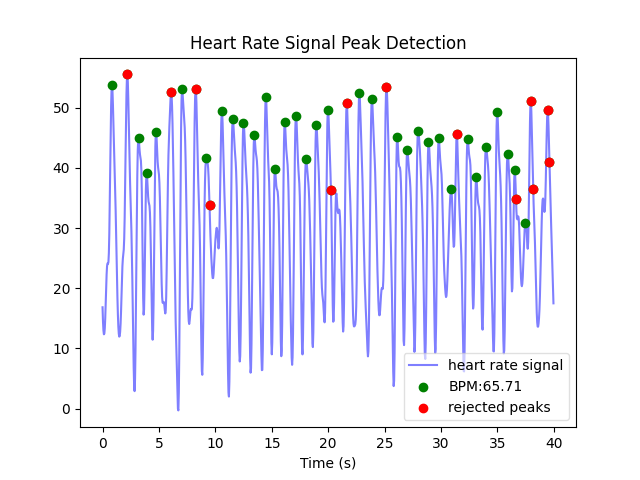 Heart Rate Signal Peak Detection
50
40
30
20
10
0
heart rate signal
BPM:65.71
rejected peaks
0 5 10 15 20 25 30 35 40
Time (s)